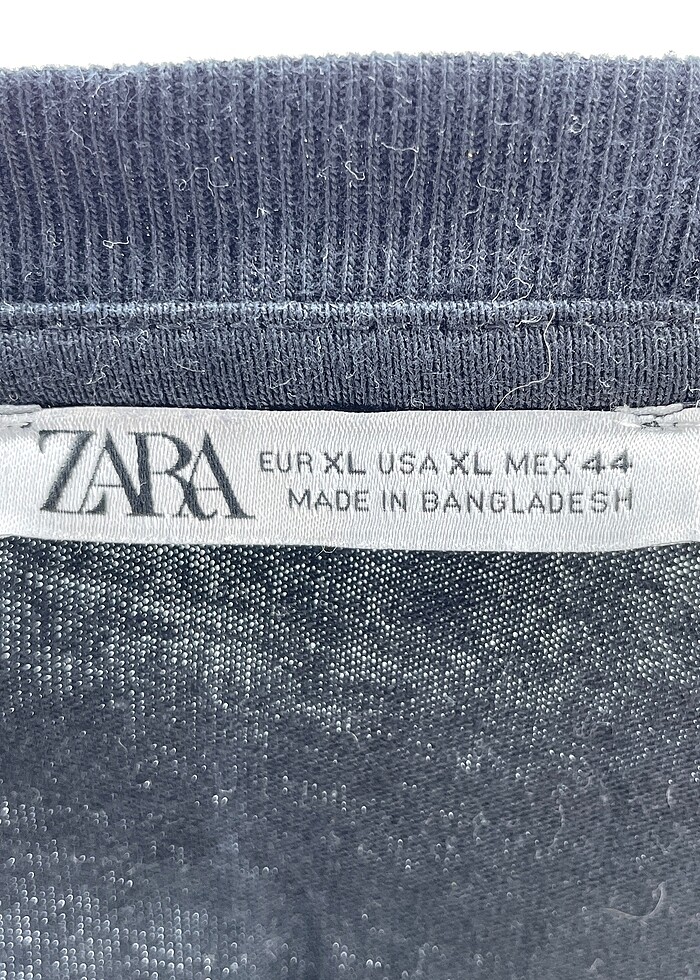 ZARA
EUR XL USA XL MEX 44
MADE IN BANGLADESH